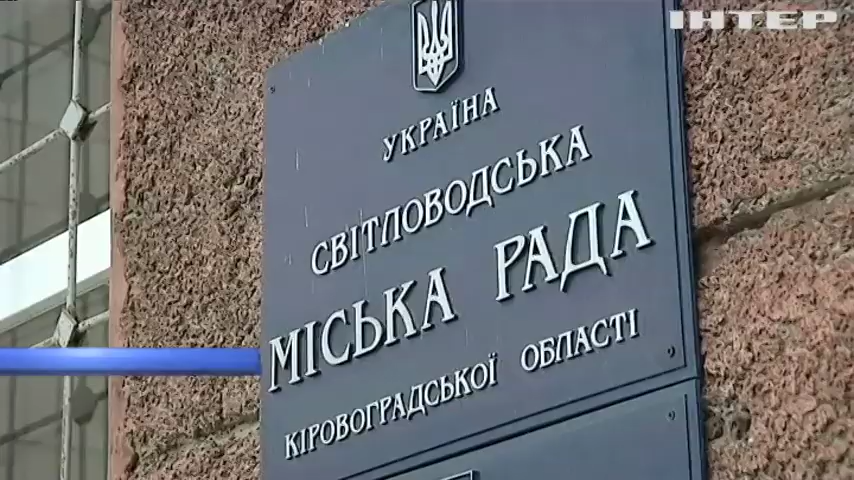 ІНТЕР
УКРАЇНА
СВІТЛОВОДСЬКА
МІСЬКА РАДА
КІРОВОГРАДСЬКОЇ ОБЛАСТІ